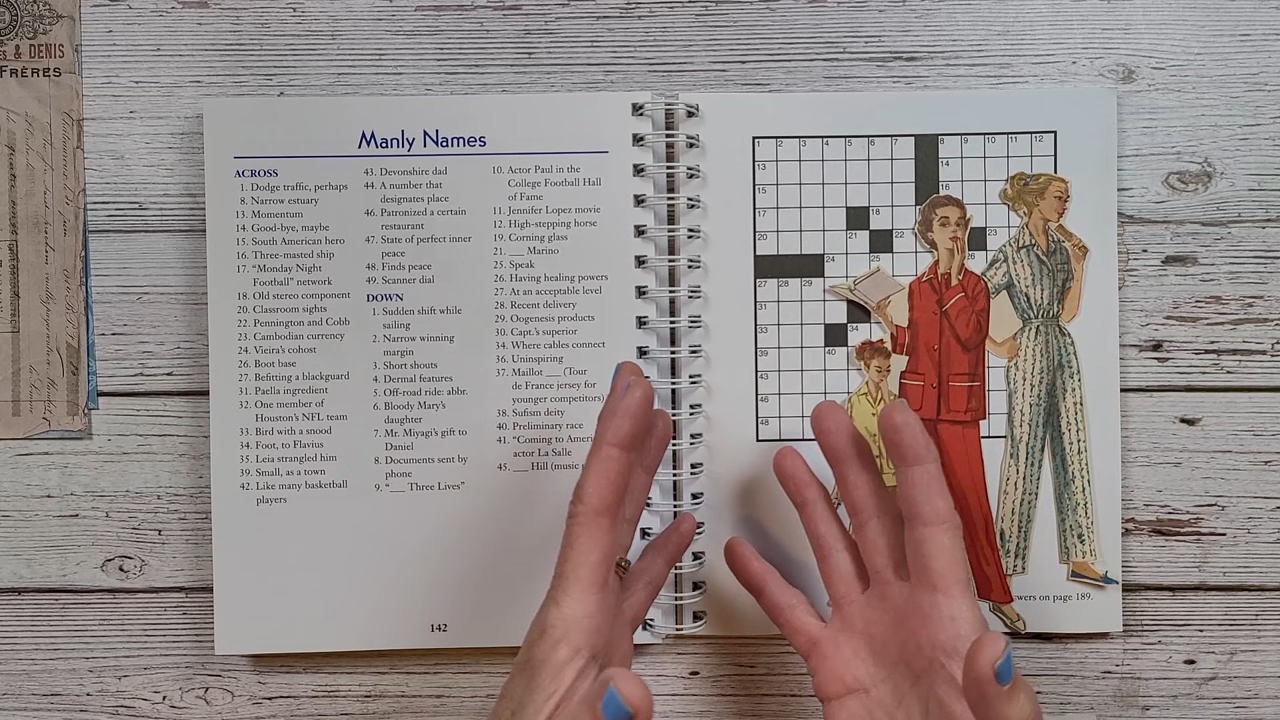 & DENIS
FRÈRES
Manly Names
ACROSS
1. Dodge traffic, perhaps
8. Narrow estuary
13. Momentum
14. Good-bye, maybe
15. South American hero
16. Three-masted ship
17. “Monday Night
Football” network
18. Old stereo component
20. Classroom sights
22. Pennington and Cobb
23. Cambodian currency
24. Vieira’s cohost
26. Boot base
27. Befitting a blackguard
31. Paella ingredient
32. One member of
Houston’s NFL team
33. Bird with a snood
34. Foot, to Flavius
35. Leia strangled him
39. Small, as a town
42. Like many basketball
players
43. Devonshire dad
44. A number that
designates place
46. Patronized a certain
restaurant
47. State of perfect inner
peace
48. Finds peace
49. Scanner dial
DOWN
1. Sudden shift while
sailing
2. Narrow winning
margin
3. Short shouts
4. Dermal features
5. Off-road ride: abbr.
6. Bloody Mary’s
daughter
7. Mr. Miyagi’s gift to
Daniel
8. Documents sent by
phone
9. “___ Three Lives”
10. Actor Paul in the
College Football Hall
of Fame
11. Jennifer Lopez movie
12. High-stepping horse
19. Corning glass
21. ___ Marino
25. Speak
26. Having healing powers
27. At an acceptable level
28. Recent delivery
29. Oogenesis products
30. Capt.’s superior
34. Where cables connect
36. Uninspiring
37. Maillot ___ (Tour
de France jersey for
younger competitors)
38. Sufism deity
40. Preliminary race
41. “Coming to Ameri
actor La Salle
45. ___ Hill (music
142
1 2 3 4 5 6 7 8 9 10 11 12
13 14
15 16
17 18
20 21 22 23
24 25 26
27 28 29
31
33 34
39 40
43
46
48
wers on page 189.